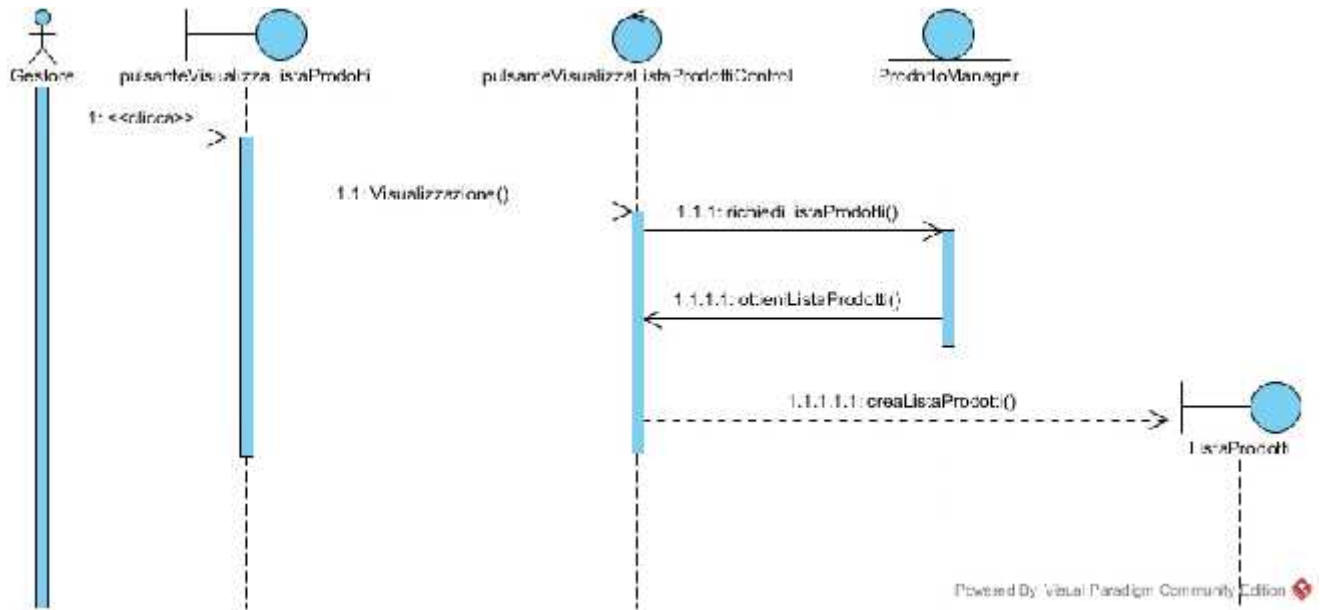 Gestore
pulsanteVisualizzaListaProdotti
pulsanteVisualizzaListaProdottiControl
ProdottoManager
1: <<clicca>>
1.1: Visualizzazione()
1.1.1: richiediListaProdotti()
1.1.1.1: ottieniListaProdotti()
1.1.1.1.1: creaListaProdotti()
ListaProdotti
Powered By Visual Paradigm Community Edition